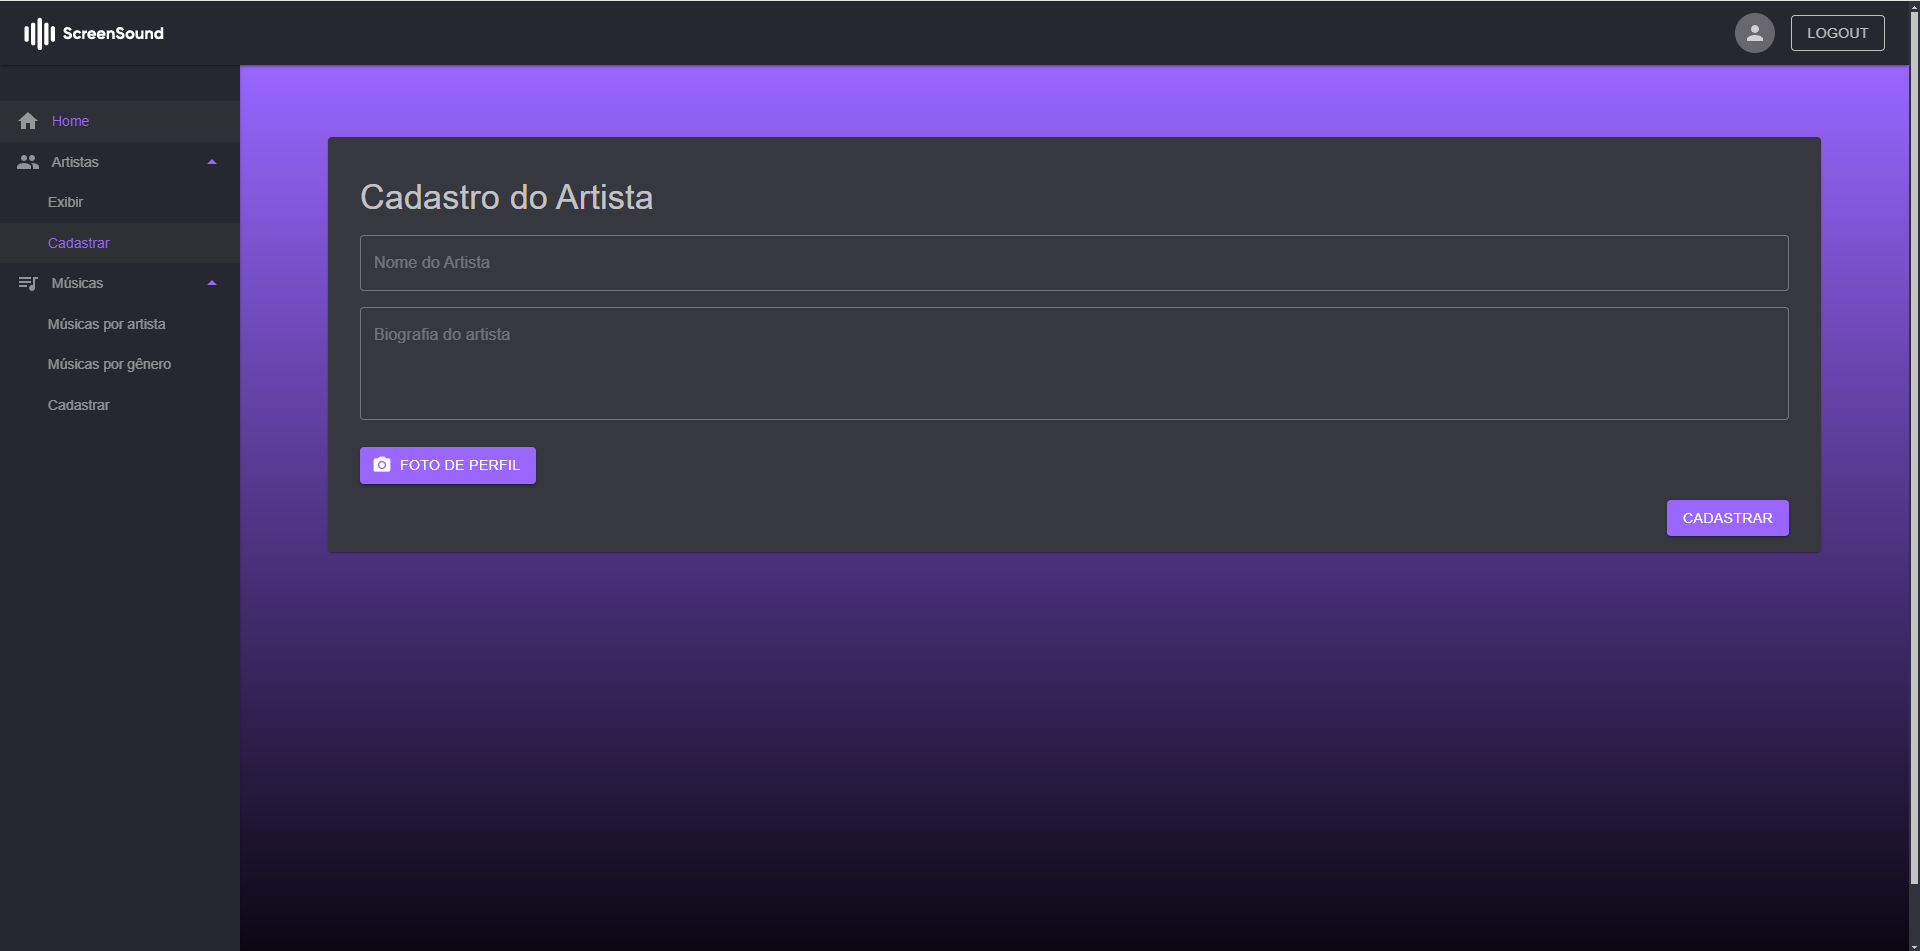 ScreenSound
LOGOUT
Home
Artistas
Exibir
Cadastrar
Músicas
Músicas por artista
Músicas por gênero
Cadastrar
Cadastro do Artista
Nome do Artista
Biografia do artista
FOTO DE PERFIL
CADASTRAR